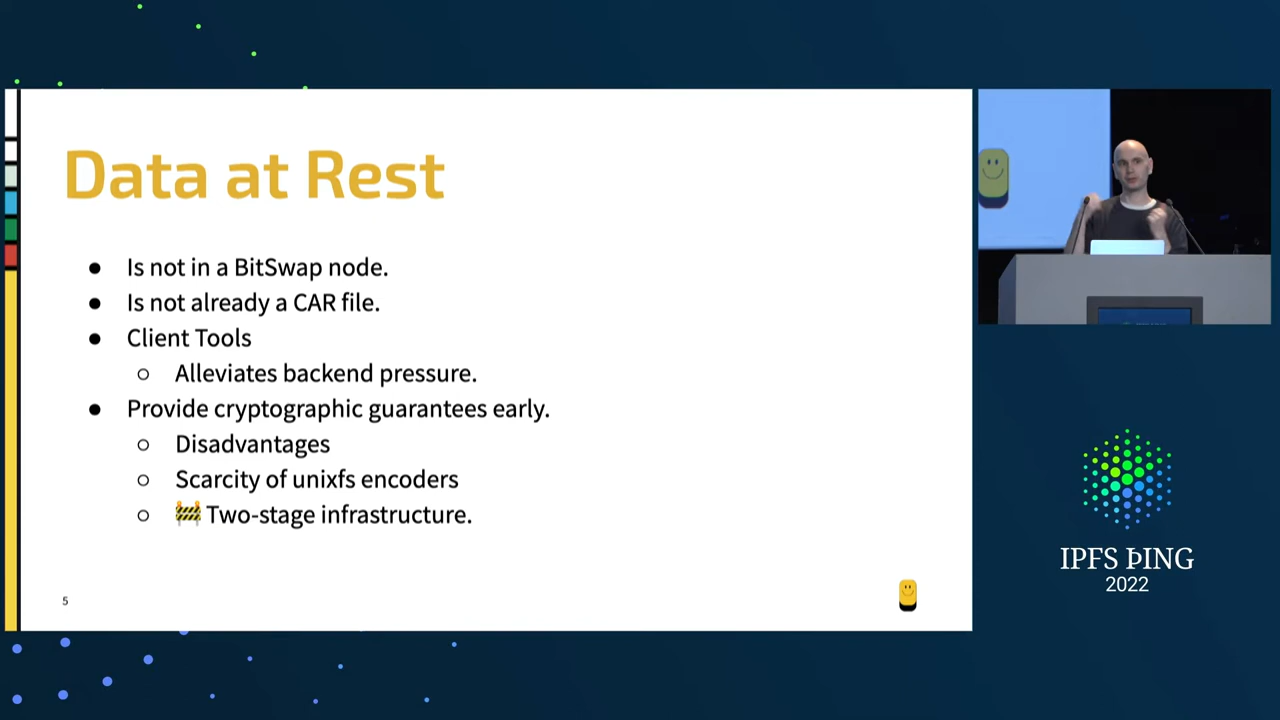 Data at Rest
● Is not in a BitSwap node.
● Is not already a CAR file.
● Client Tools
○ Alleviates backend pressure.
● Provide cryptographic guarantees early.
○ Disadvantages
○ Scarcity of unixfs encoders
○ 🚧 Two-stage infrastructure.
5
IPFS ÞING
2022